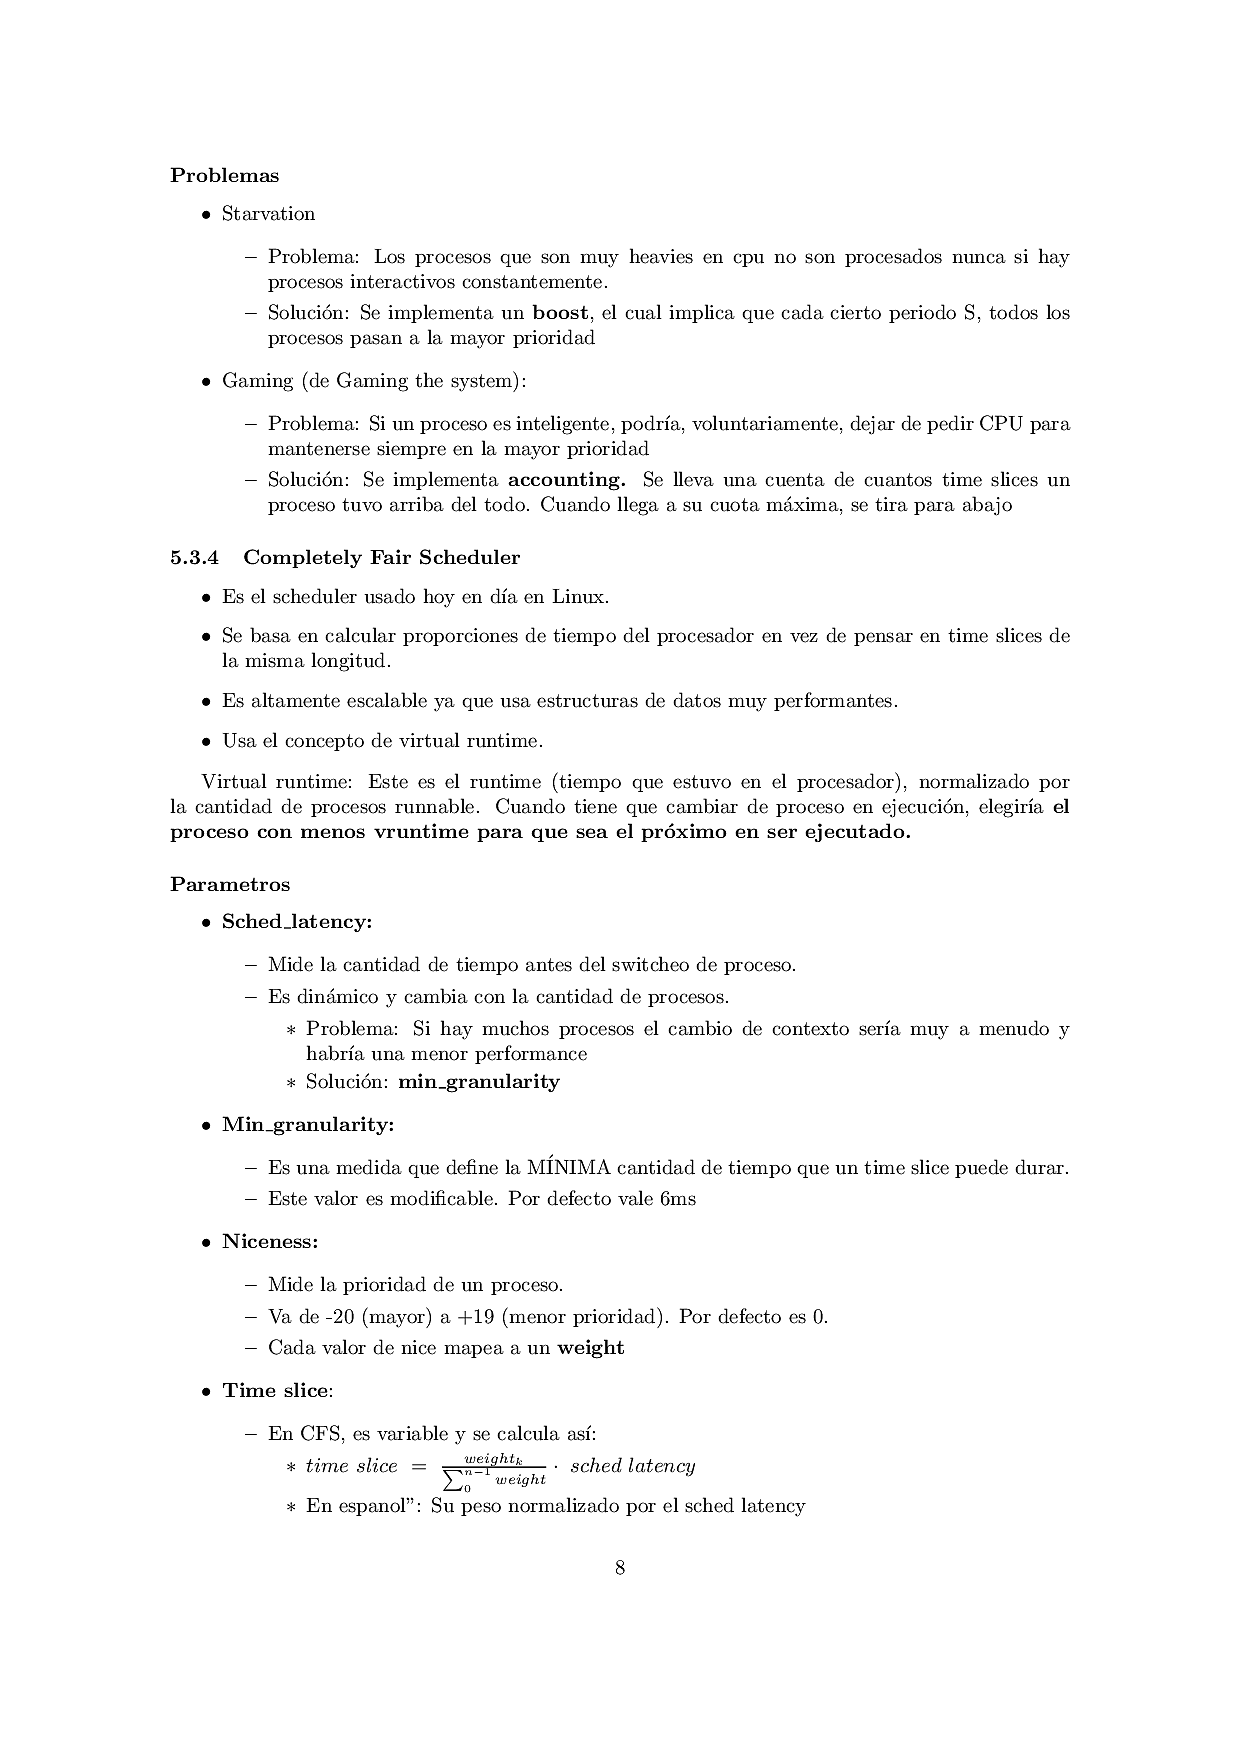 Problemas
• Starvation
– Problema: Los procesos que son muy heavies en cpu no son procesados nunca si hay
procesos interactivos constantemente.
– Solución: Se implementa un boost, el cual implica que cada cierto periodo S, todos los
procesos pasan a la mayor prioridad
• Gaming (de Gaming the system):
– Problema: Si un proceso es inteligente, podría, voluntariamente, dejar de pedir CPU para
mantenerse siempre en la mayor prioridad
– Solución: Se implementa accounting. Se lleva una cuenta de cuantos time slices un
proceso tuvo arriba del todo. Cuando llega a su cuota máxima, se tira para abajo
5.3.4 Completely Fair Scheduler
• Es el scheduler usado hoy en día en Linux.
• Se basa en calcular proporciones de tiempo del procesador en vez de pensar en time slices de
la misma longitud.
• Es altamente escalable ya que usa estructuras de datos muy performantes.
• Usa el concepto de virtual runtime.
Virtual runtime: Este es el runtime (tiempo que estuvo en el procesador), normalizado por
la cantidad de procesos runnable. Cuando tiene que cambiar de proceso en ejecución, elegiría el
proceso con menos vruntime para que sea el próximo en ser ejecutado.
Parametros
• Sched_latency:
– Mide la cantidad de tiempo antes del switcheo de proceso.
– Es dinámico y cambia con la cantidad de procesos.
∗ Problema: Si hay muchos procesos el cambio de contexto sería muy a menudo y
habría una menor performance
∗ Solución: min_granularity
• Min_granularity:
– Es una medida que define la MÍNIMA cantidad de tiempo que un time slice puede durar.
– Este valor es modificable. Por defecto vale 6ms
• Niceness:
– Mide la prioridad de un proceso.
– Va de -20 (mayor) a +19 (menor prioridad). Por defecto es 0.
– Cada valor de nice mapea a un weight
• Time slice:
– En CFS, es variable y se calcula así:
∗ time slice = weight_k / ∑_0^{n−1} weight · sched latency
∗ En espanol”: Su peso normalizado por el sched latency
8